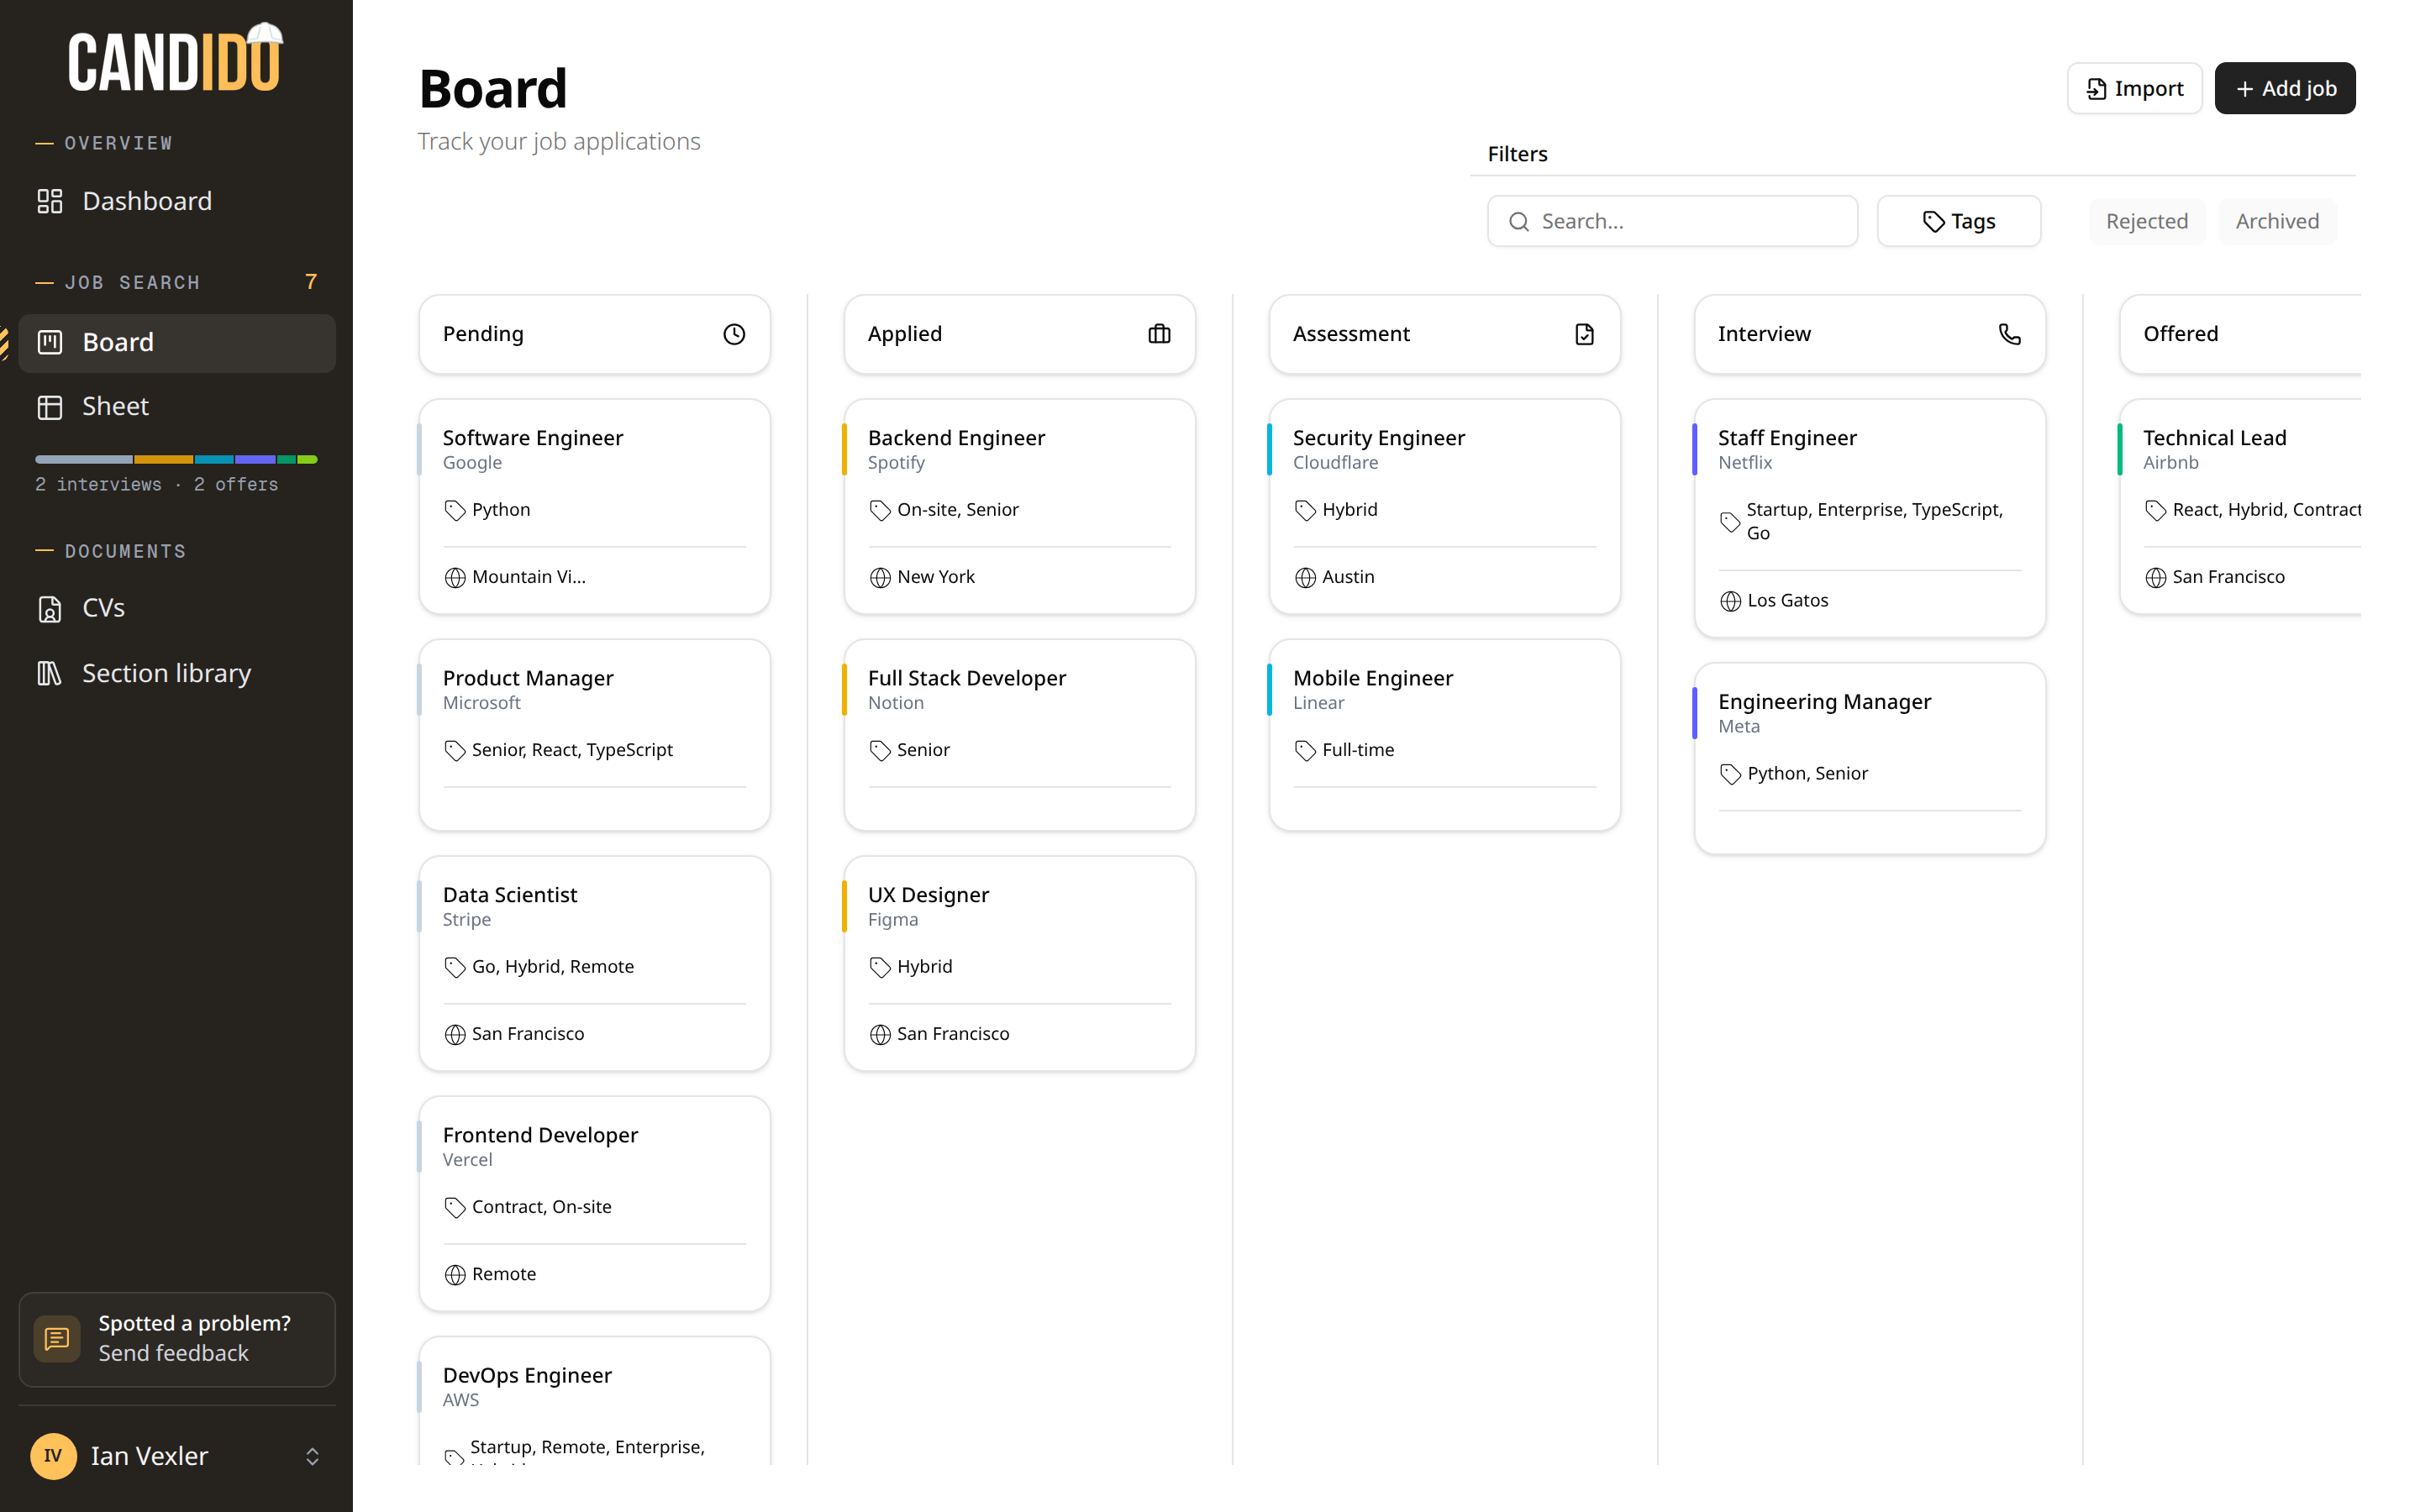 CANDIDO
OVERVIEW
Dashboard
JOB SEARCH 7
Board
Sheet
2 interviews · 2 offers
DOCUMENTS
CVs
Section library
Spotted a problem?
Send feedback
IV Ian Vexler
Board
Track your job applications
Import
Add job
Filters
Search...
Tags
Rejected
Archived
Pending
Software Engineer
Google
Python
Mountain Vi...
Product Manager
Microsoft
Senior, React, TypeScript
Data Scientist
Stripe
Go, Hybrid, Remote
San Francisco
Frontend Developer
Vercel
Contract, On-site
Remote
DevOps Engineer
AWS
Startup, Remote, Enterprise,
Applied
Backend Engineer
Spotify
On-site, Senior
New York
Full Stack Developer
Notion
Senior
UX Designer
Figma
Hybrid
San Francisco
Assessment
Security Engineer
Cloudflare
Hybrid
Austin
Mobile Engineer
Linear
Full-time
Interview
Staff Engineer
Netflix
Startup, Enterprise, TypeScript,
Go
Los Gatos
Engineering Manager
Meta
Python, Senior
Offered
Technical Lead
Airbnb
React, Hybrid, Contract
San Francisco